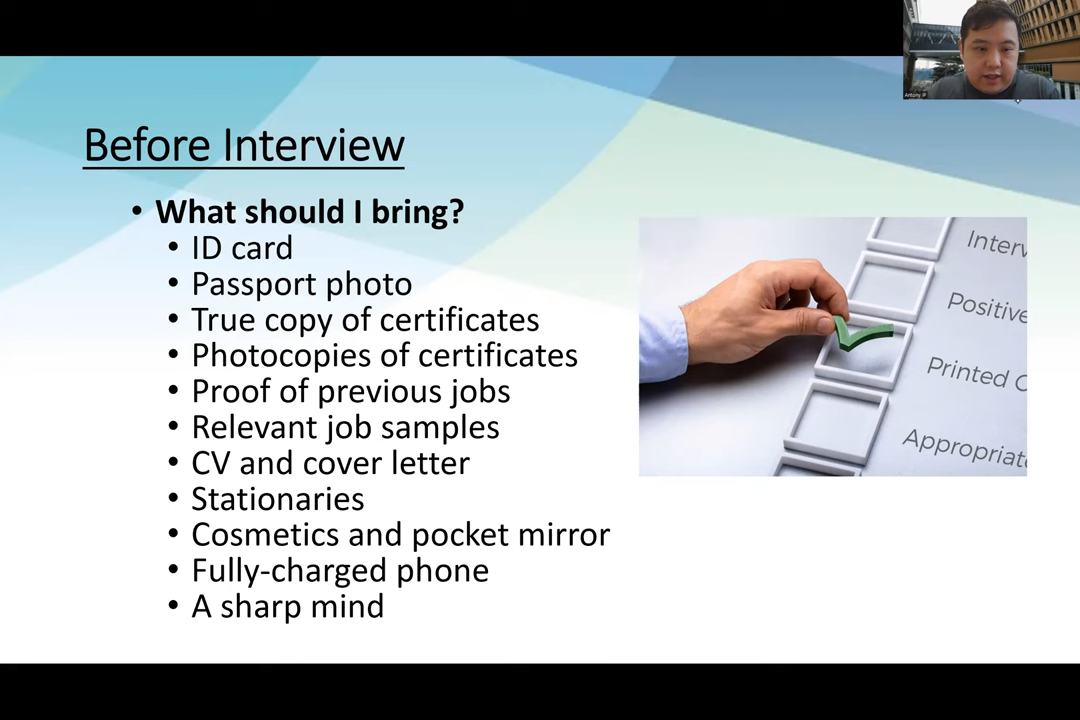 Antony IP
Before Interview
• What should I bring?
• ID card
• Passport photo
• True copy of certificates
• Photocopies of certificates
• Proof of previous jobs
• Relevant job samples
• CV and cover letter
• Stationaries
• Cosmetics and pocket mirror
• Fully-charged phone
• A sharp mind
Interv
Positive
Printed C
Appropriat